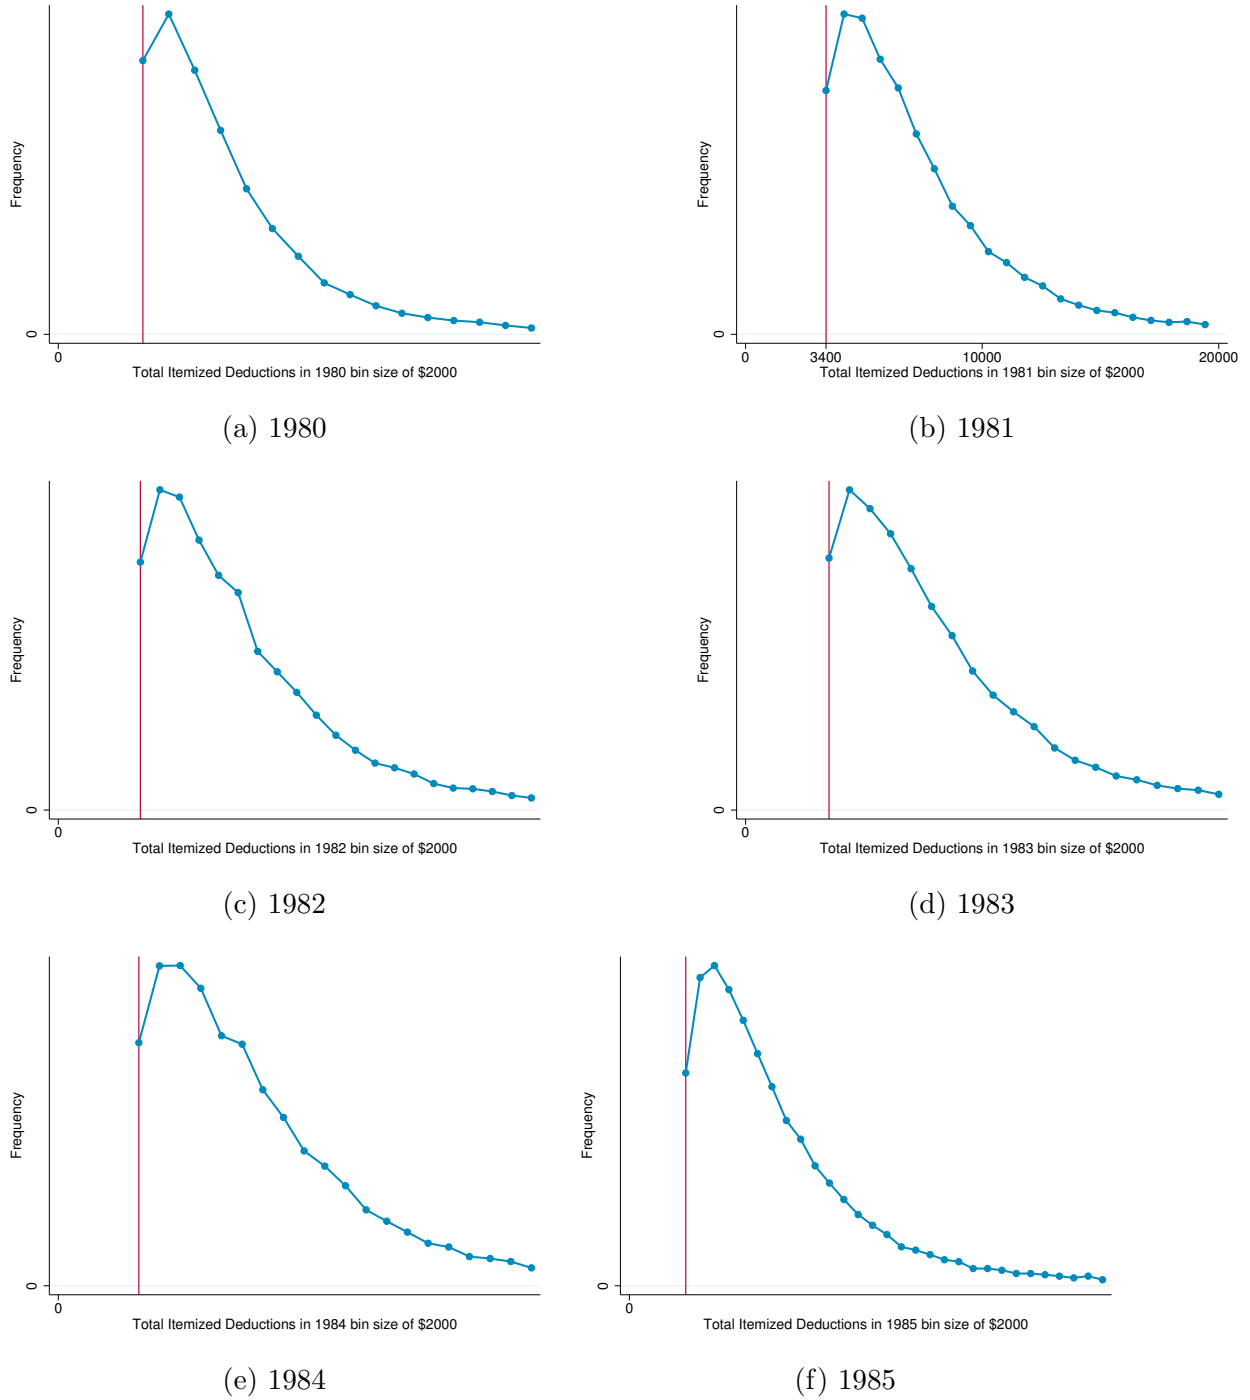 Frequency
0
0
Total Itemized Deductions in 1980 bin size of $2000
(a) 1980
Frequency
0
0 3400 10000 20000
Total Itemized Deductions in 1981 bin size of $2000
(b) 1981
Frequency
0
0
Total Itemized Deductions in 1982 bin size of $2000
(c) 1982
Frequency
0
0
Total Itemized Deductions in 1983 bin size of $2000
(d) 1983
Frequency
0
0
Total Itemized Deductions in 1984 bin size of $2000
(e) 1984
Frequency
0
0
Total Itemized Deductions in 1985 bin size of $2000
(f) 1985